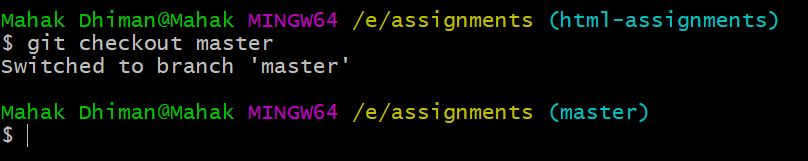 Mahak Dhiman@Mahak MINGW64 /e/assignments (html-assignments)
$ git checkout master
Switched to branch 'master'
Mahak Dhiman@Mahak MINGW64 /e/assignments (master)
$